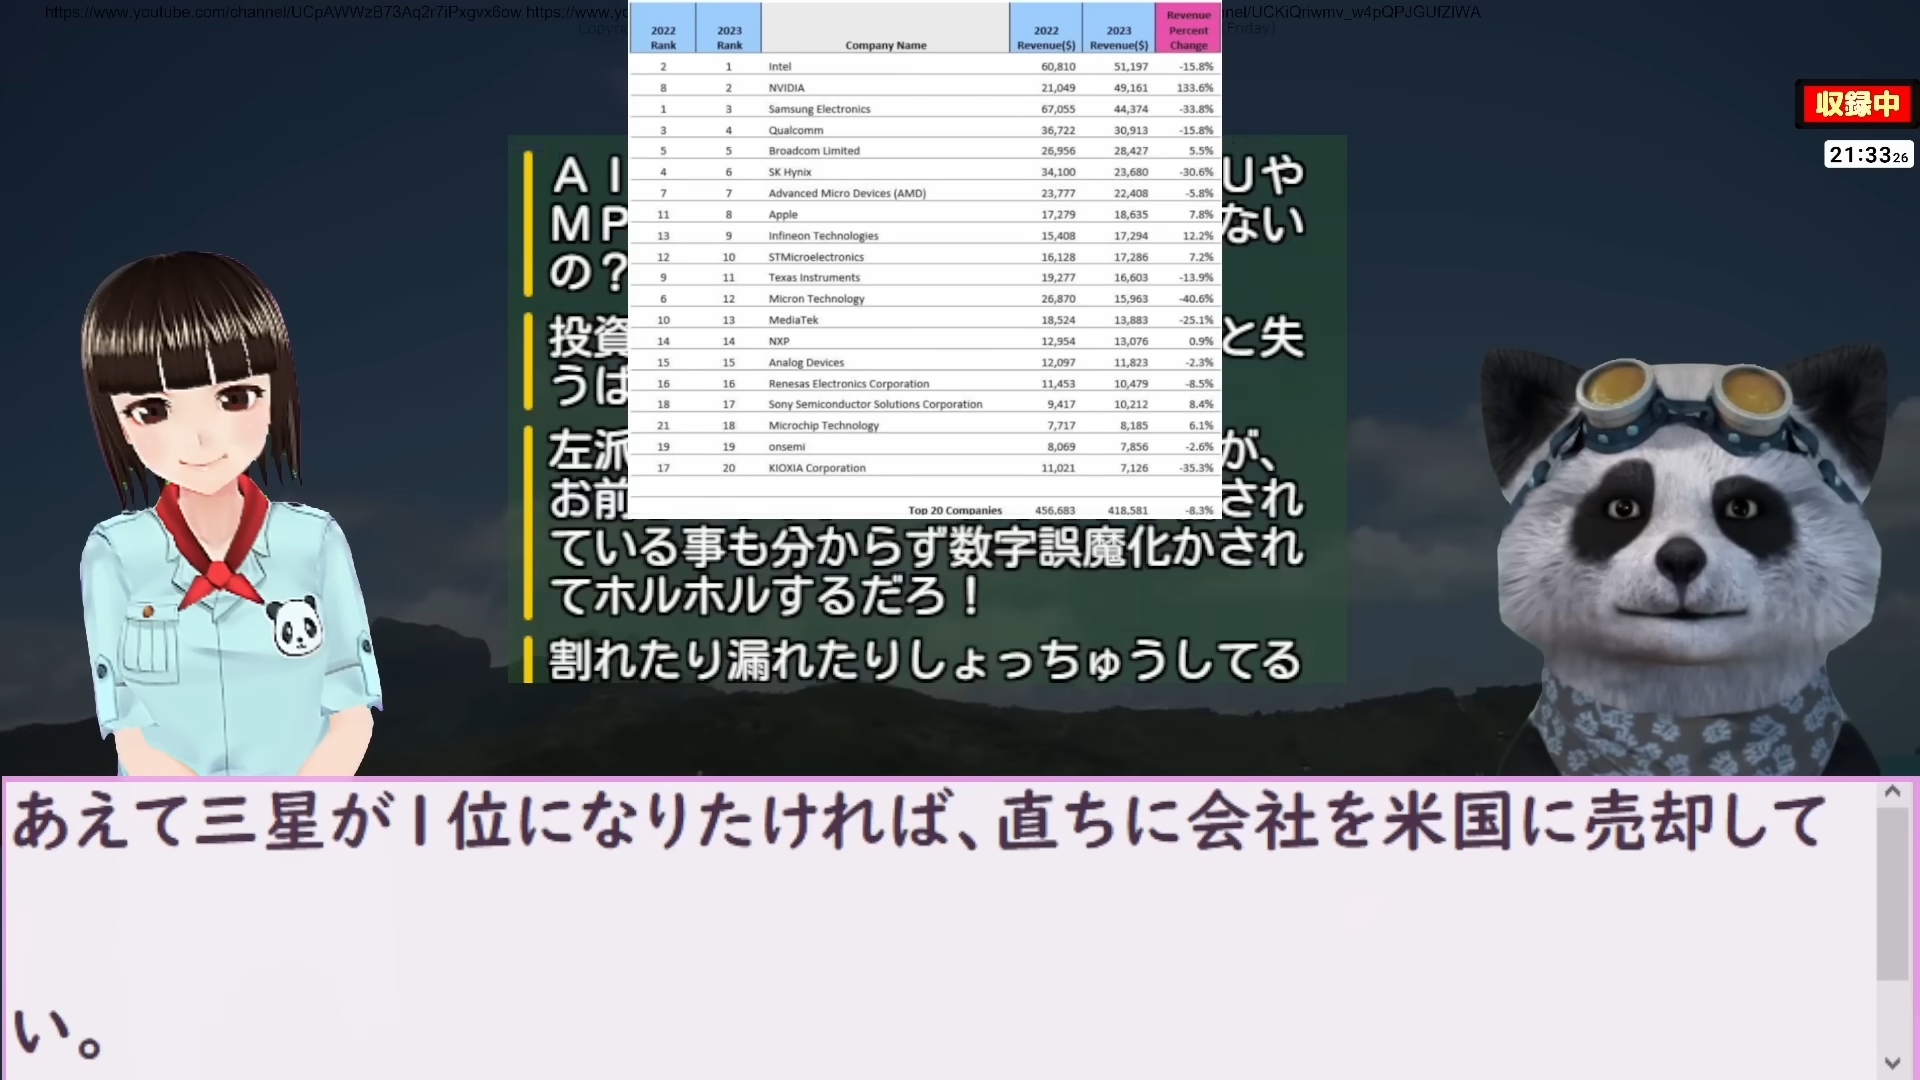 https://www.youtube.com/channel/UCpAWWzB73Aq2r7iPxgvx6ow https://www.yo
nel/UCKiQriwmv_w4pQPJGUfZlWA
Friday)
収録中
21:33 26
2022 Rank 2023 Rank Company Name 2022 Revenue($) 2023 Revenue($) Revenue Percent Change
2 1 Intel 60,810 51,197 -15.8%
8 2 NVIDIA 21,049 49,161 133.6%
1 3 Samsung Electronics 67,055 44,374 -33.8%
3 4 Qualcomm 36,722 30,913 -15.8%
5 5 Broadcom Limited 26,956 28,427 5.5%
4 6 SK Hynix 34,100 23,680 -30.6%
7 7 Advanced Micro Devices (AMD) 23,777 22,408 -5.8%
11 8 Apple 17,279 18,635 7.8%
13 9 Infineon Technologies 15,408 17,294 12.2%
12 10 STMicroelectronics 16,128 17,286 7.2%
9 11 Texas Instruments 19,277 16,603 -13.9%
6 12 Micron Technology 26,870 15,963 -40.6%
10 13 MediaTek 18,524 13,883 -25.1%
14 14 NXP 12,954 13,076 0.9%
15 15 Analog Devices 12,097 11,823 -2.3%
16 16 Renesas Electronics Corporation 11,453 10,479 -8.5%
18 17 Sony Semiconductor Solutions Corporation 9,417 10,212 8.4%
21 18 Microchip Technology 7,717 8,185 6.1%
19 19 onsemi 8,069 7,856 -2.6%
17 20 KIOXIA Corporation 11,021 7,126 -35.3%
Top 20 Companies 456,683 418,581 -8.3%
ＡＩ Uや
ＭＰ ない
の？
投資 と失
うは
左派 が、
お前 され
ている事も分からず数字誤魔化かされ
てホルホルするだろ！
割れたり漏れたりしょっちゅうしてる
あえて三星が1位になりたければ、直ちに会社を米国に売却して
い。